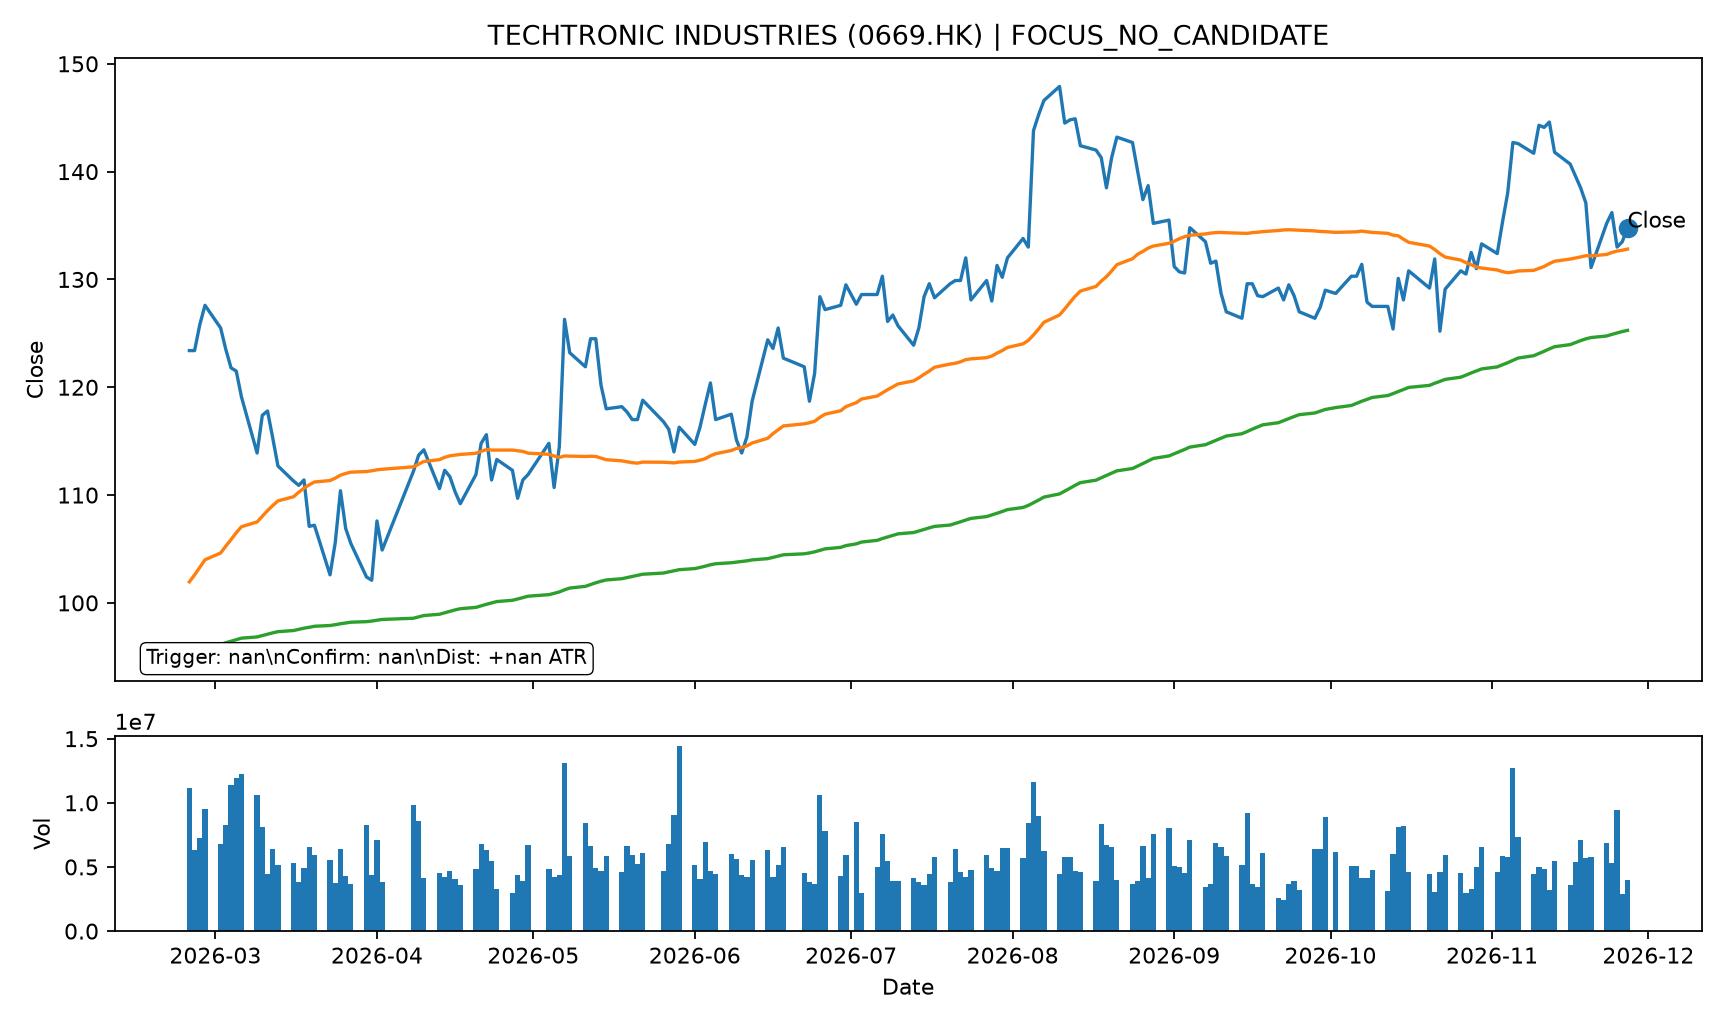 TECHTRONIC INDUSTRIES (0669.HK) | FOCUS_NO_CANDIDATE
150
140
130
120
110
100
Close
Close
Trigger: nan\nConfirm: nan\nDist: +nan ATR
1e7
1.5
1.0
0.5
0.0
Vol
2026-03 2026-04 2026-05 2026-06 2026-07 2026-08 2026-09 2026-10 2026-11 2026-12
Date